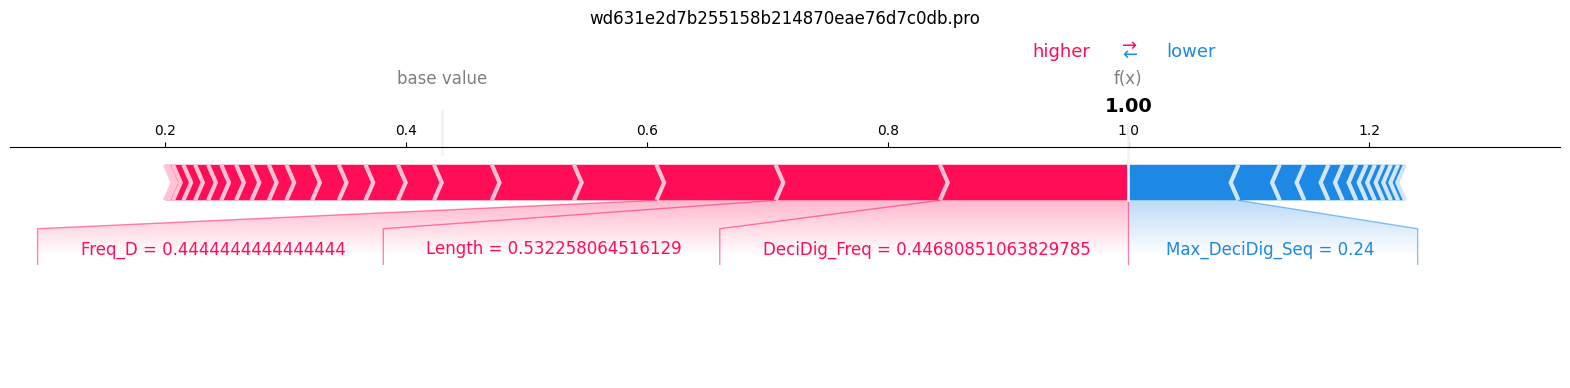 wd631e2d7b255158b214870eae76d7c0db.pro
higher ⇄ lower
base value f(x)
1.00
0.2 0.4 0.6 0.8 1.0 1.2
Freq_D = 0.4444444444444444 Length = 0.532258064516129 DeciDig_Freq = 0.44680851063829785 Max_DeciDig_Seq = 0.24